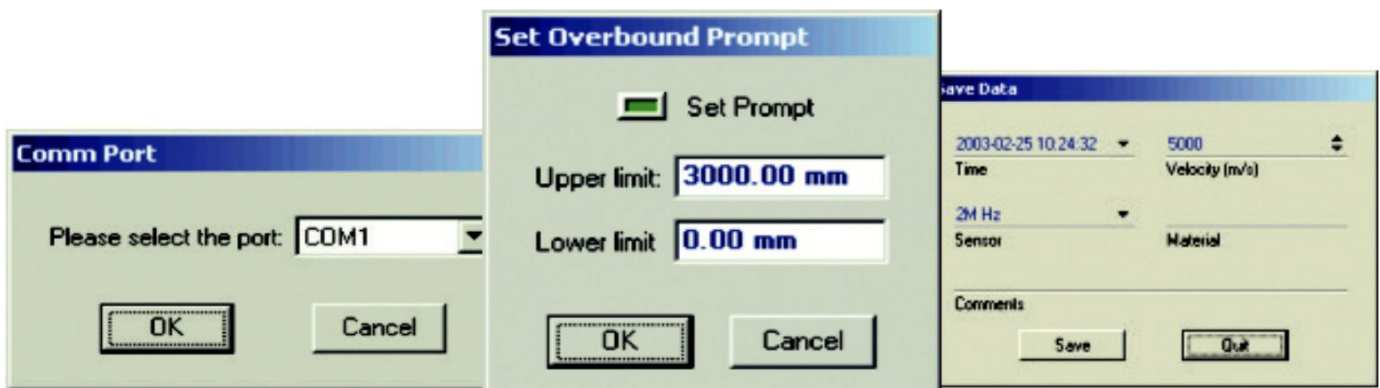 Comm Port
Please select the port: COM1
OK Cancel
Set Overbound Prompt
Set Prompt
Upper limit: 3000.00 mm
Lower limit 0.00 mm
OK Cancel
Save Data
2003-02-25 10:24:32 5000
Time Velocity (m/s)
2M Hz
Sensor Material
Comments
Save Quit